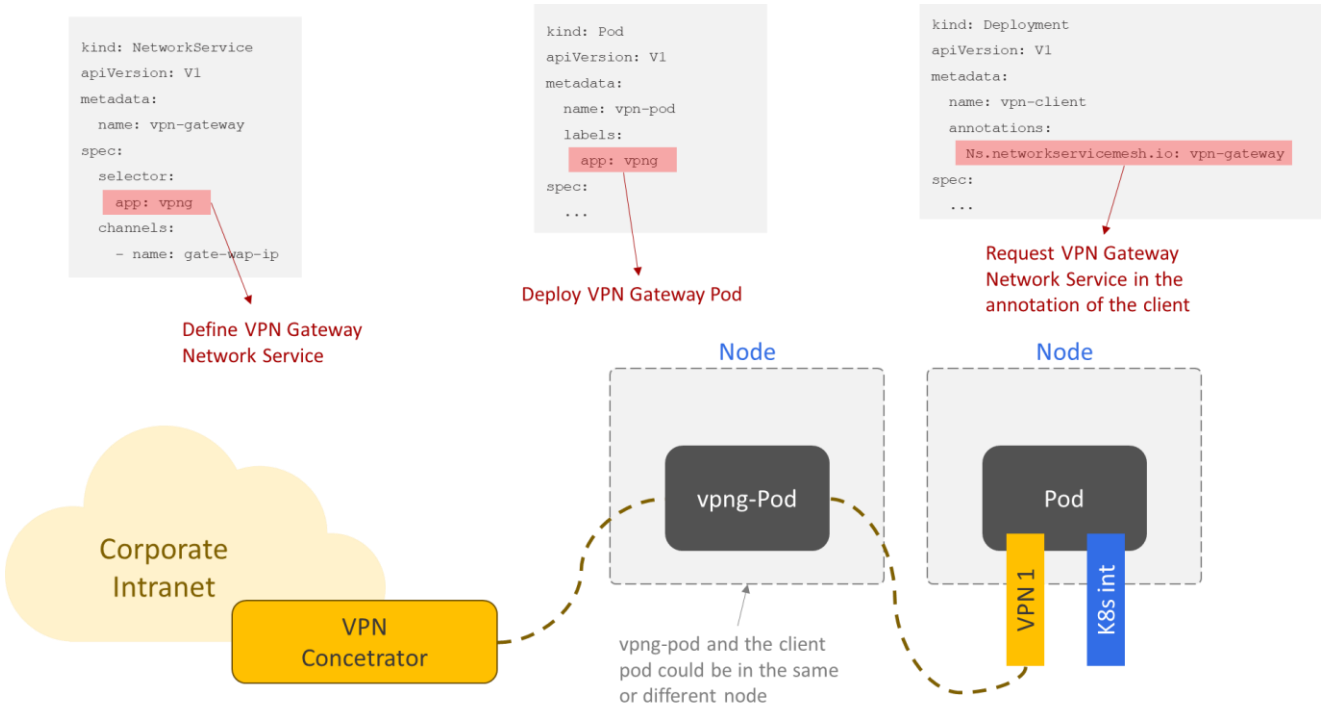 kind: NetworkService
apiVersion: V1
metadata:
name: vpn-gateway
spec:
selector:
app: vpng
channels:
- name: gate-wap-ip
Define VPN Gateway
Network Service
kind: Pod
apiVersion: V1
metadata:
name: vpn-pod
labels:
app: vpng
spec:
...
Deploy VPN Gateway Pod
kind: Deployment
apiVersion: V1
metadata:
name: vpn-client
annotations:
Ns.networkservicemesh.io: vpn-gateway
spec:
...
Request VPN Gateway
Network Service in the
annotation of the client
Node
Node
vpng-Pod
Pod
VPN 1
K8s int
Corporate
Intranet
VPN
Concetrator
vpng-pod and the client
pod could be in the same
or different node